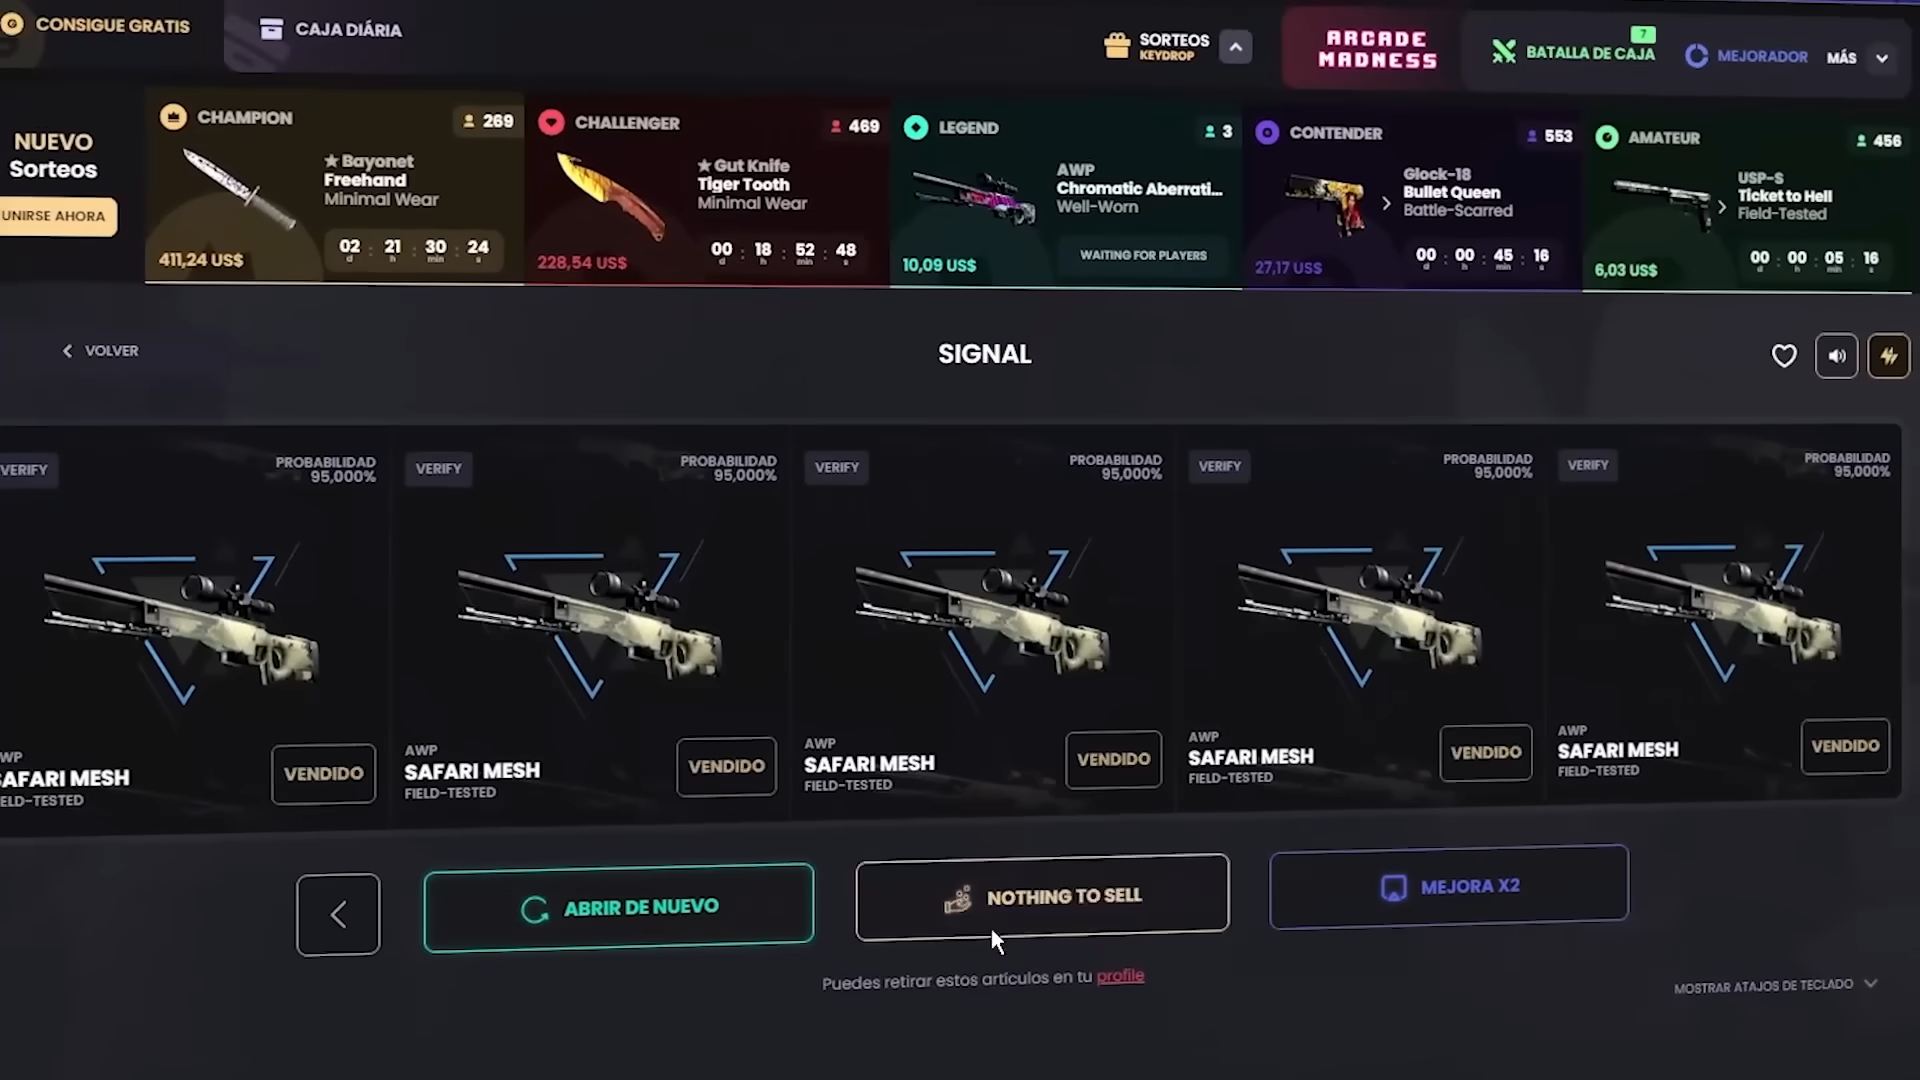 CONSIGUE GRATIS
CAJA DIÁRIA
SORTEOS
KEYDROP
ARCADE
MADNESS
BATALLA DE CAJA
7
MEJORADOR
MÁS
NUEVO
Sorteos
UNIRSE AHORA
CHAMPION
269
★ Bayonet
Freehand
Minimal Wear
411,24 US$
02 : 21 : 30 : 24
d h min s
CHALLENGER
469
★ Gut Knife
Tiger Tooth
Minimal Wear
228,54 US$
00 : 18 : 52 : 48
d h min s
LEGEND
3
AWP
Chromatic Aberrati...
Well-Worn
10,09 US$
WAITING FOR PLAYERS
CONTENDER
553
Glock-18
Bullet Queen
Battle-Scarred
27,17 US$
00 : 00 : 45 : 16
d h min s
AMATEUR
456
USP-S
Ticket to Hell
Field-Tested
6,03 US$
00 : 00 : 05 : 16
d h min s
VOLVER
SIGNAL
VERIFY
PROBABILIDAD
95,000%
WP
AFARI MESH
ELD-TESTED
VENDIDO
VERIFY
PROBABILIDAD
95,000%
AWP
SAFARI MESH
FIELD-TESTED
VENDIDO
VERIFY
PROBABILIDAD
95,000%
AWP
SAFARI MESH
FIELD-TESTED
VENDIDO
VERIFY
PROBABILIDAD
95,000%
AWP
SAFARI MESH
FIELD-TESTED
VENDIDO
VERIFY
PROBABILIDAD
95,000%
AWP
SAFARI MESH
FIELD-TESTED
VENDIDO
ABRIR DE NUEVO
NOTHING TO SELL
MEJORA X2
Puedes retirar estos artículos en tu profile
MOSTRAR ATAJOS DE TECLADO